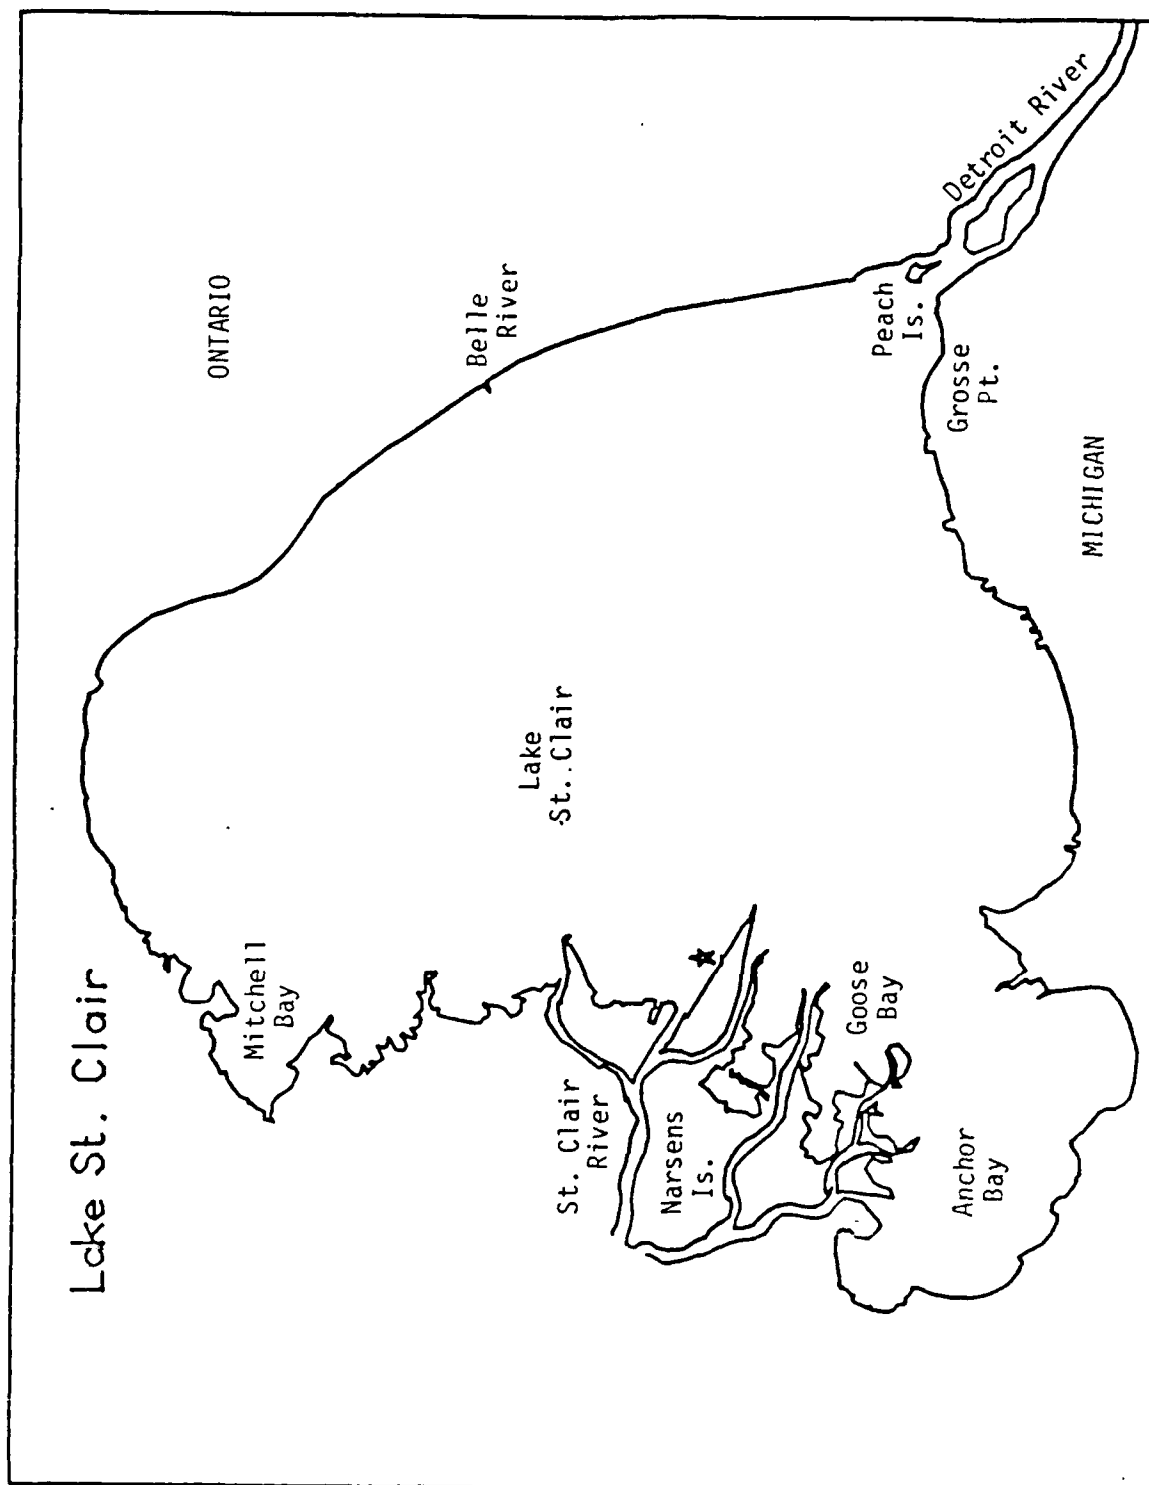 Lake St. Clair
ONTARIO
Mitchell
Bay
Belle
River
Lake
St. Clair
St. Clair
River
Narsens
Is.
Goose
Bay
Peach
Is.
Detroit River
Anchor
Bay
Grosse
Pt.
MICHIGAN